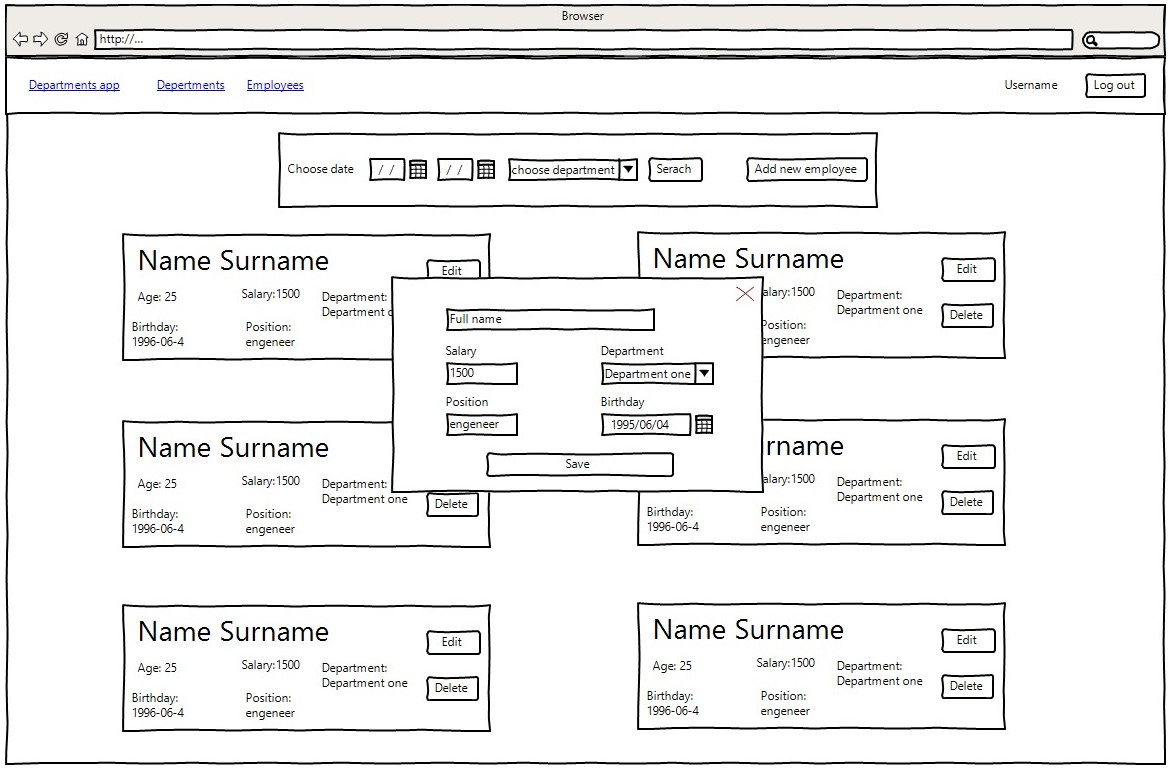 Browser
http://...
Departments app
Depertments
Employees
Username
Log out
Choose date
/ /
/ /
choose department
Serach
Add new employee
Name Surname
Edit
Age: 25
Salary:1500
Department:
Department
Birthday:
1996-06-4
Position:
engeneer
Name Surname
Edit
alary:1500
Department:
Department one
Delete
Position:
engeneer
Full name
Salary
1500
Department
Department one
Position
engeneer
Birthday
1995/06/04
Save
Name Surname
Age: 25
Salary:1500
Department:
Department one
Delete
Birthday:
1996-06-4
Position:
engeneer
rname
Edit
alary:1500
Department:
Department one
Delete
Birthday:
1996-06-4
Position:
engeneer
Name Surname
Edit
Age: 25
Salary:1500
Department:
Department one
Delete
Birthday:
1996-06-4
Position:
engeneer
Name Surname
Edit
Age: 25
Salary:1500
Department:
Department one
Delete
Birthday:
1996-06-4
Position:
engeneer